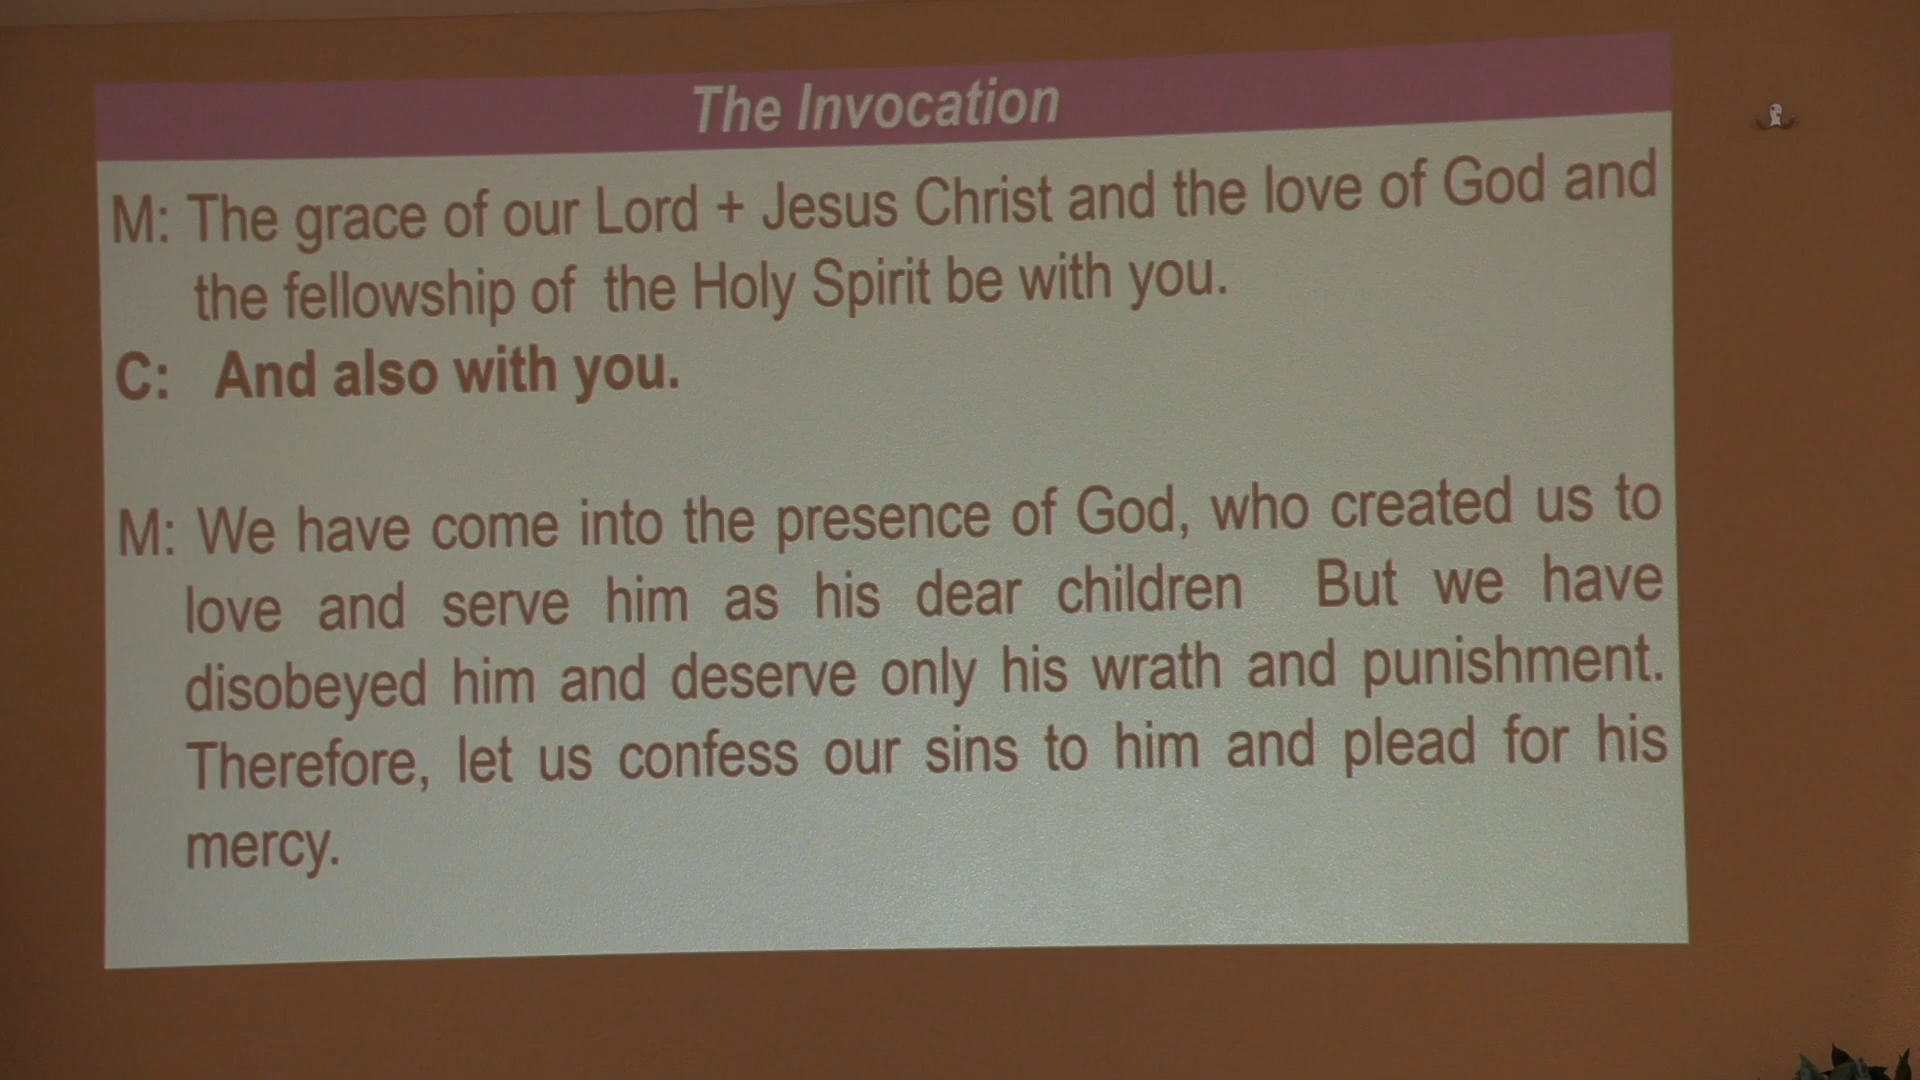 The Invocation
M: The grace of our Lord + Jesus Christ and the love of God and
the fellowship of the Holy Spirit be with you.
C: And also with you.
M: We have come into the presence of God, who created us to
love and serve him as his dear children But we have
disobeyed him and deserve only his wrath and punishment.
Therefore, let us confess our sins to him and plead for his
mercy.